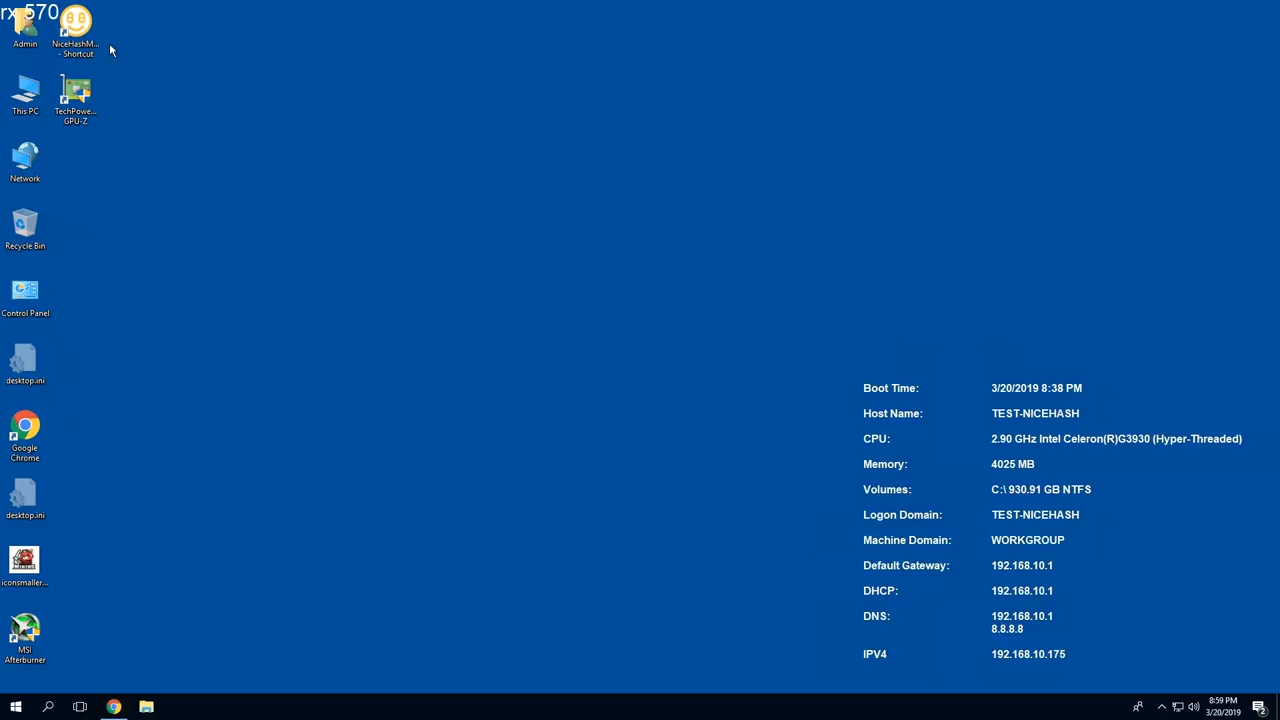 rx 570
Admin
NiceHashM...
- Shortcut
This PC
TechPowe...
GPU-Z
Network
Recycle Bin
Control Panel
desktop.ini
Google
Chrome
desktop.ini
iconsmaller...
MSI
Afterburner
Boot Time: 3/20/2019 8:38 PM
Host Name: TEST-NICEHASH
CPU: 2.90 GHz Intel Celeron(R)G3930 (Hyper-Threaded)
Memory: 4025 MB
Volumes: C:\ 930.91 GB NTFS
Logon Domain: TEST-NICEHASH
Machine Domain: WORKGROUP
Default Gateway: 192.168.10.1
DHCP: 192.168.10.1
DNS: 192.168.10.1
8.8.8.8
IPV4 192.168.10.175
8:59 PM
3/20/2019
2